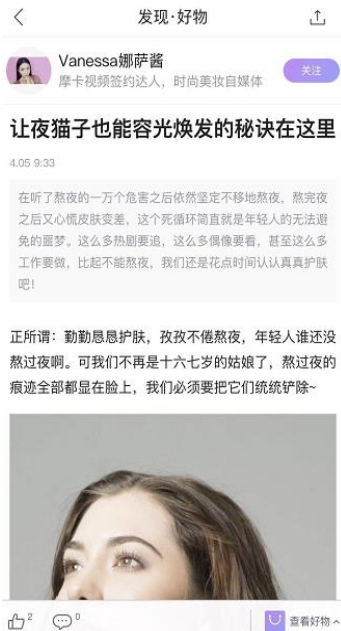 发现·好物
Vanessa娜萨酱
摩卡视频签约达人，时尚美妆自媒体
关注
让夜猫子也能容光焕发的秘诀在这里
4.05 9:33
在听了熬夜的一万个危害之后依然坚定不移地熬夜，熬完夜
之后又心慌皮肤变差，这个死循环简直就是年轻人的无法避
免的噩梦。这么多热剧要追，这么多偶像要看，甚至这么多
工作要做，比起不能熬夜，我们还是花点时间认认真真护肤
吧！
正所谓：勤勤恳恳护肤，孜孜不倦熬夜，年轻人谁还没
熬过夜啊。可我们不再是十六七岁的姑娘了，熬过夜的
痕迹全部都显在脸上，我们必须要把它们统统铲除~
2
0
查看好物